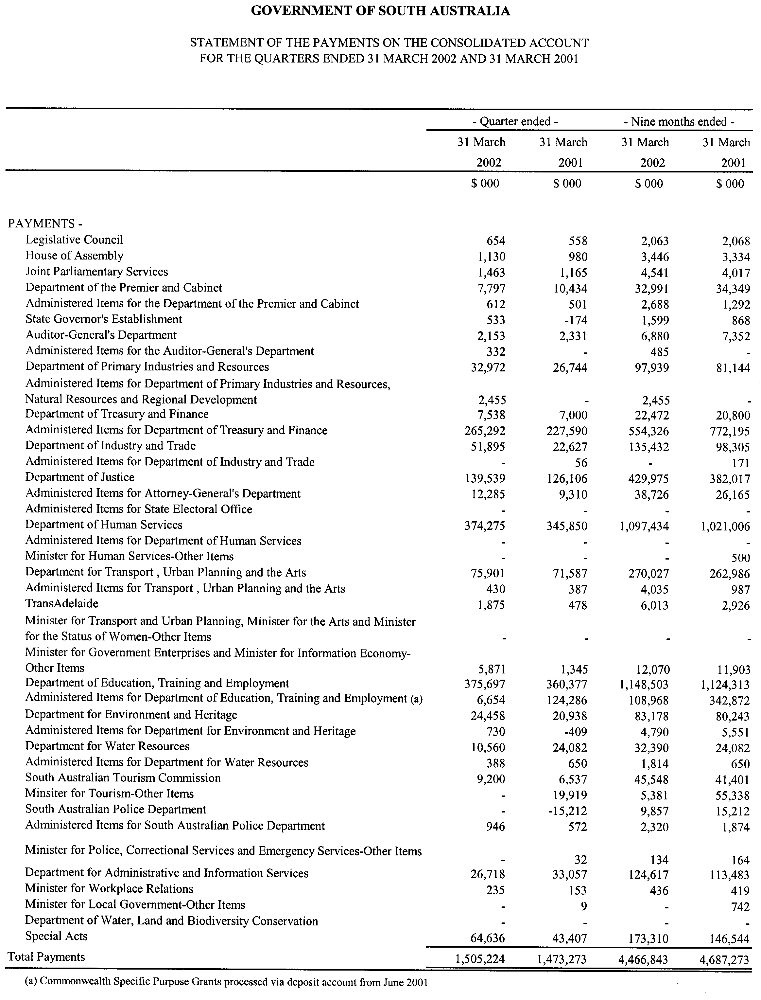 GOVERNMENT OF SOUTH AUSTRALIA
STATEMENT OF THE PAYMENTS ON THE CONSOLIDATED ACCOUNT
FOR THE QUARTERS ENDED 31 MARCH 2002 AND 31 MARCH 2001
- Quarter ended - - Nine months ended -
31 March 31 March 31 March 31 March
2002 2001 2002 2001
$ 000 $ 000 $ 000 $ 000
PAYMENTS -
Legislative Council 654 558 2,063 2,068
House of Assembly 1,130 980 3,446 3,334
Joint Parliamentary Services 1,463 1,165 4,541 4,017
Department of the Premier and Cabinet 7,797 10,434 32,991 34,349
Administered Items for the Department of the Premier and Cabinet 612 501 2,688 1,292
State Governor's Establishment 533 -174 1,599 868
Auditor-General's Department 2,153 2,331 6,880 7,352
Administered Items for the Auditor-General's Department 332 - 485 -
Department of Primary Industries and Resources 32,972 26,744 97,939 81,144
Administered Items for Department of Primary Industries and Resources,
Natural Resources and Regional Development 2,455 - 2,455 -
Department of Treasury and Finance 7,538 7,000 22,472 20,800
Administered Items for Department of Treasury and Finance 265,292 227,590 554,326 772,195
Department of Industry and Trade 51,895 22,627 135,432 98,305
Administered Items for Department of Industry and Trade - 56 - 171
Department of Justice 139,539 126,106 429,975 382,017
Administered Items for Attorney-General's Department 12,285 9,310 38,726 26,165
Administered Items for State Electoral Office - - - -
Department of Human Services 374,275 345,850 1,097,434 1,021,006
Administered Items for Department of Human Services - - - -
Minister for Human Services-Other Items - - - 500
Department for Transport , Urban Planning and the Arts 75,901 71,587 270,027 262,986
Administered Items for Transport , Urban Planning and the Arts 430 387 4,035 987
TransAdelaide 1,875 478 6,013 2,926
Minister for Transport and Urban Planning, Minister for the Arts and Minister
for the Status of Women-Other Items - - - -
Minister for Government Enterprises and Minister for Information Economy-
Other Items 5,871 1,345 12,070 11,903
Department of Education, Training and Employment 375,697 360,377 1,148,503 1,124,313
Administered Items for Department of Education, Training and Employment (a) 6,654 124,286 108,968 342,872
Department for Environment and Heritage 24,458 20,938 83,178 80,243
Administered Items for Department for Environment and Heritage 730 -409 4,790 5,551
Department for Water Resources 10,560 24,082 32,390 24,082
Administered Items for Department for Water Resources 388 650 1,814 650
South Australian Tourism Commission 9,200 6,537 45,548 41,401
Minsiter for Tourism-Other Items - 19,919 5,381 55,338
South Australian Police Department - -15,212 9,857 15,212
Administered Items for South Australian Police Department 946 572 2,320 1,874
Minister for Police, Correctional Services and Emergency Services-Other Items - 32 134 164
Department for Administrative and Information Services 26,718 33,057 124,617 113,483
Minister for Workplace Relations 235 153 436 419
Minister for Local Government-Other Items - 9 - 742
Department of Water, Land and Biodiversity Conservation - - - -
Special Acts 64,636 43,407 173,310 146,544
Total Payments 1,505,224 1,473,273 4,466,843 4,687,273
(a) Commonwealth Specific Purpose Grants processed via deposit account from June 2001